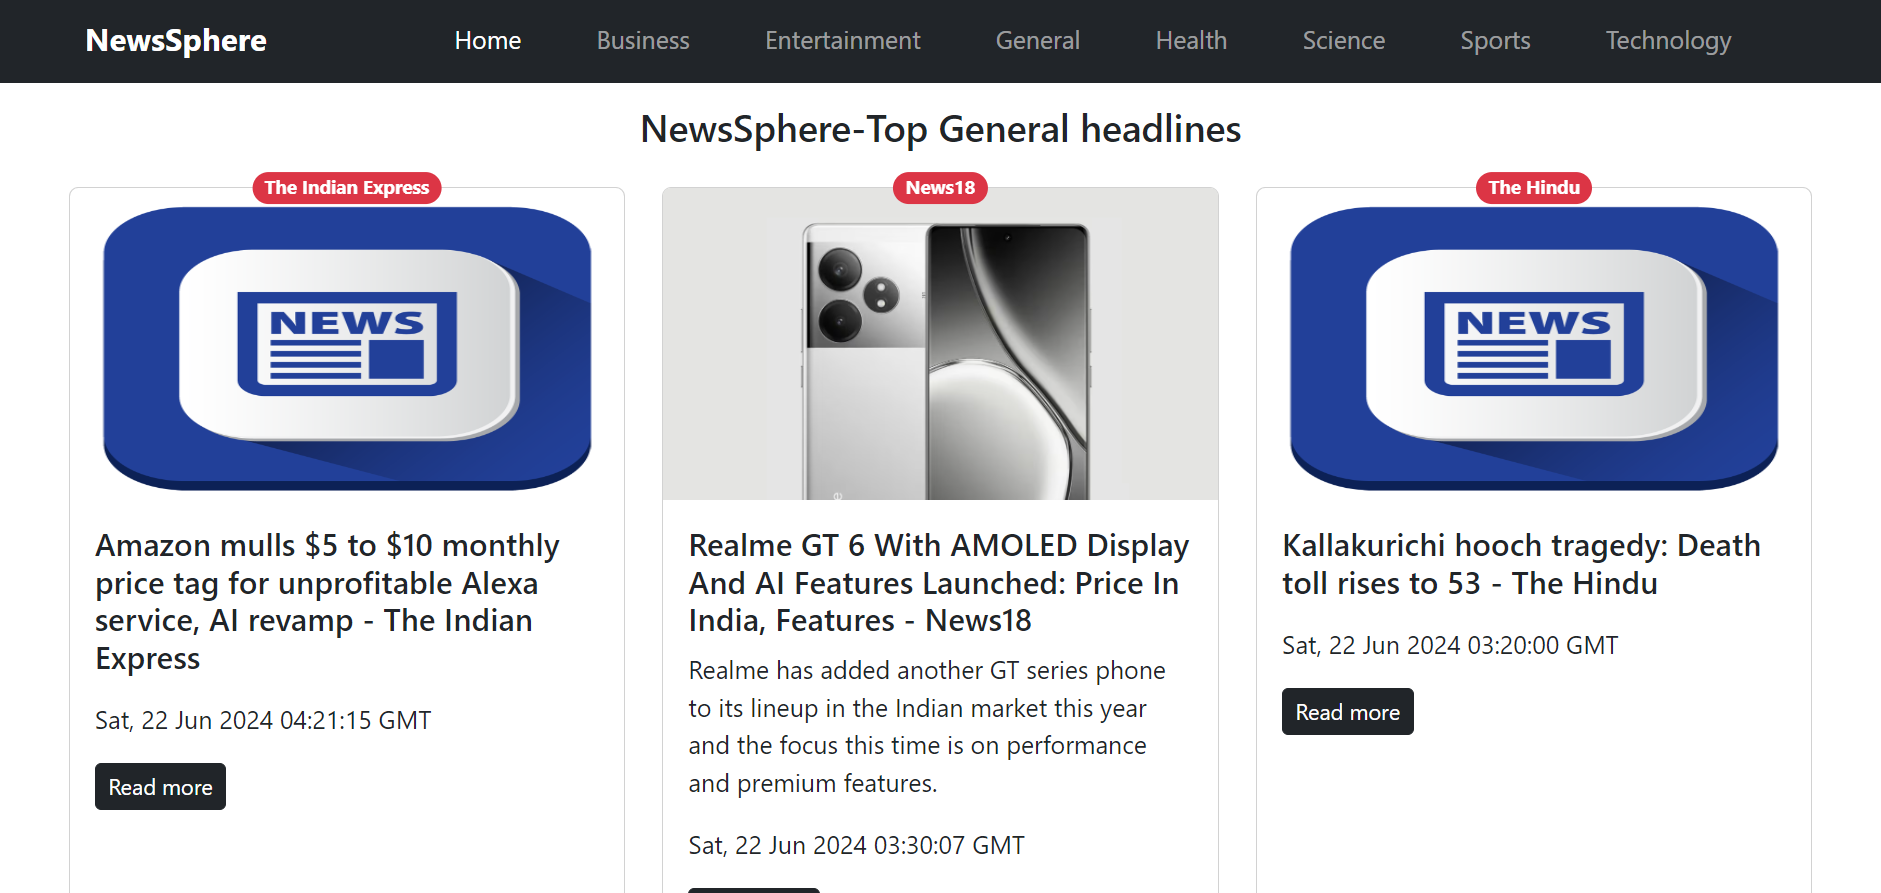 NewsSphere Home Business Entertainment General Health Science Sports Technology
NewsSphere-Top General headlines
The Indian Express
NEWS
Amazon mulls $5 to $10 monthly
price tag for unprofitable Alexa
service, AI revamp - The Indian
Express
Sat, 22 Jun 2024 04:21:15 GMT
Read more
News18
Realme GT 6 With AMOLED Display
And AI Features Launched: Price In
India, Features - News18
Realme has added another GT series phone
to its lineup in the Indian market this year
and the focus this time is on performance
and premium features.
Sat, 22 Jun 2024 03:30:07 GMT
The Hindu
NEWS
Kallakurichi hooch tragedy: Death
toll rises to 53 - The Hindu
Sat, 22 Jun 2024 03:20:00 GMT
Read more